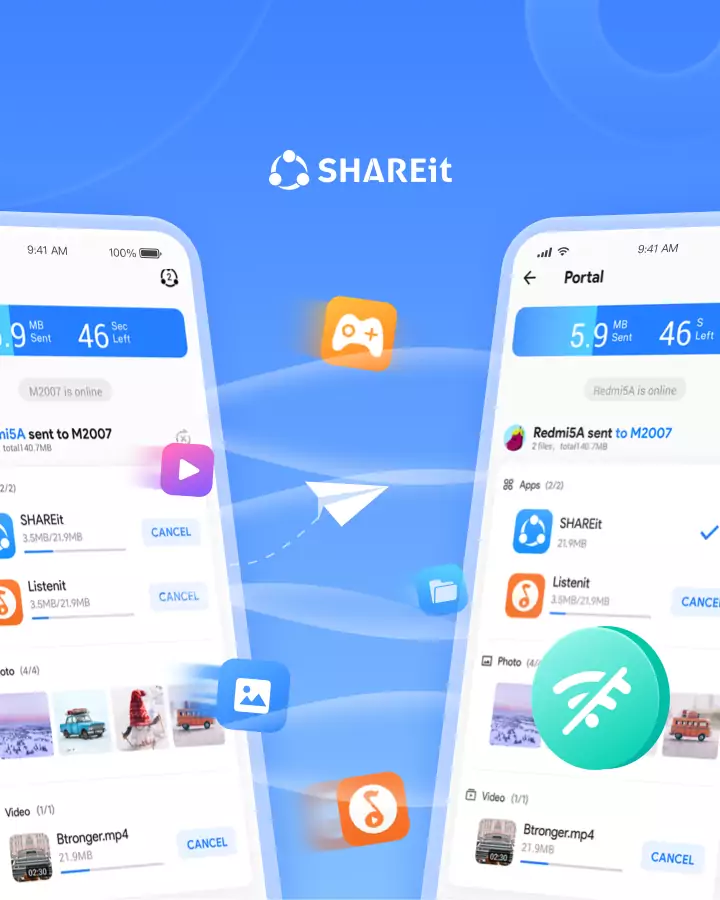 SHAREit
9:41 AM
100%
2
.9 MB Sent 46 Sec Left
M2007 is online
mi5A sent to M2007
total140.7MB
2/2)
SHAREit
3.5MB/21.9MB
CANCEL
Listenit
3.5MB/21.9MB
CANCEL
oto (4/4)
Video (1/1)
Btronger.mp4
21.9MB
02:30
CANCEL
9:41 AM
Portal
5.9 MB Sent 46 S Left
Redmi5A is online
Redmi5A sent to M2007
2 files, total140.7MB
Apps (2/2)
SHAREit
21.9MB
Listenit
3.5MB/21.9MB
CANCE
Photo (4/
Video (1/1)
Btronger.mp4
21.9MB
02:30
CANCEL